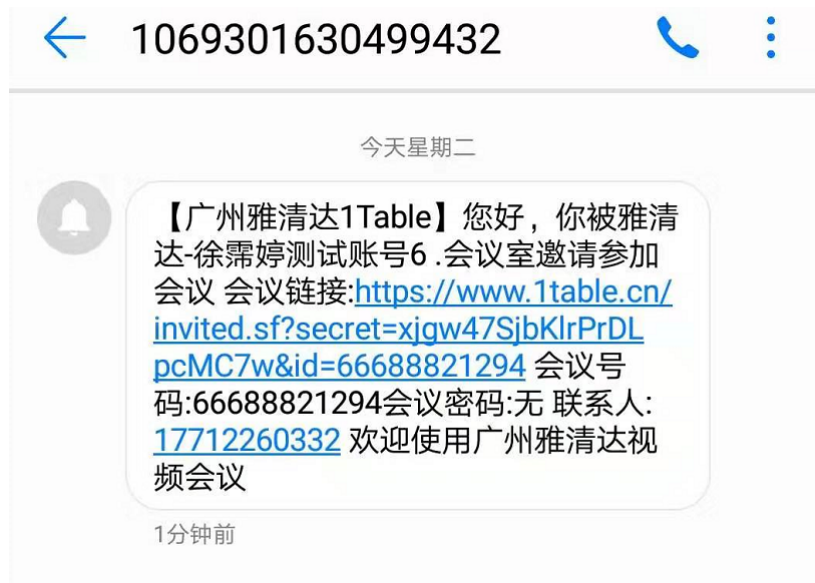 1069301630499432
今天星期二
【广州雅清达1Table】您好，你被雅清
达-徐霈婷测试账号6 .会议室邀请参加
会议 会议链接:https://www.1table.cn/
invited.sf?secret=xjgw47SjbKlrPrDL
pcMC7w&id=66688821294 会议号
码:66688821294会议密码:无 联系人:
17712260332 欢迎使用广州雅清达视
频会议
1分钟前